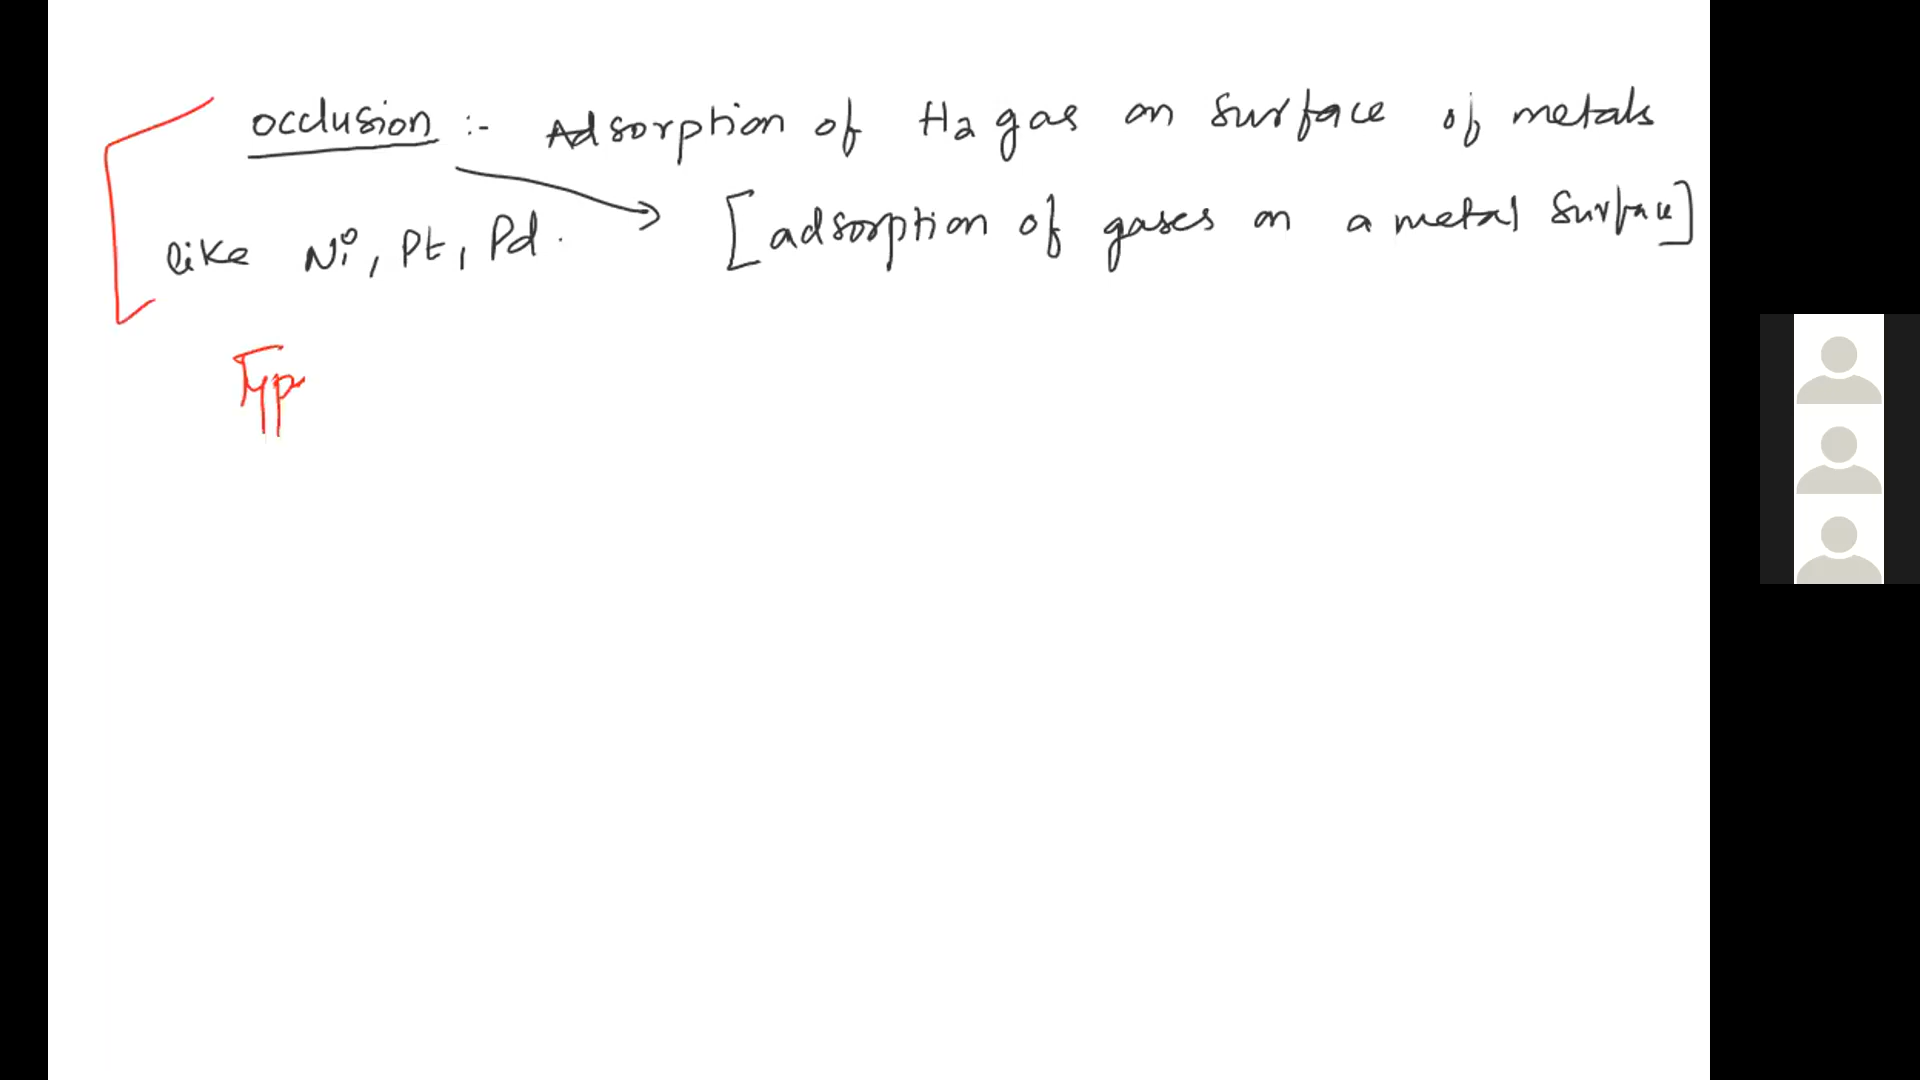 occlusion :- Adsorption of H2 gas on surface of metals
like Ni, Pt, Pd. [adsorption of gases on a metal surface]
Typ